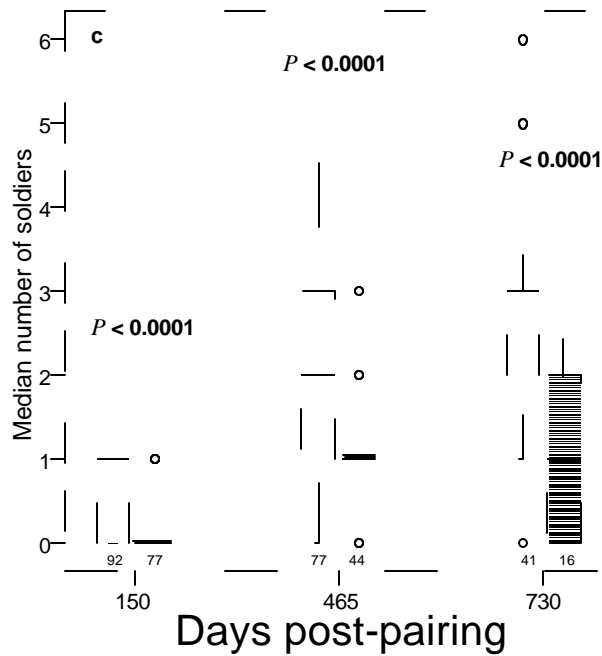 c
6
P < 0.0001
5
P < 0.0001
4
3
P < 0.0001
2
1
0
92 77 77 44 41 16
150 465 730
Days post-pairing
Median number of soldiers